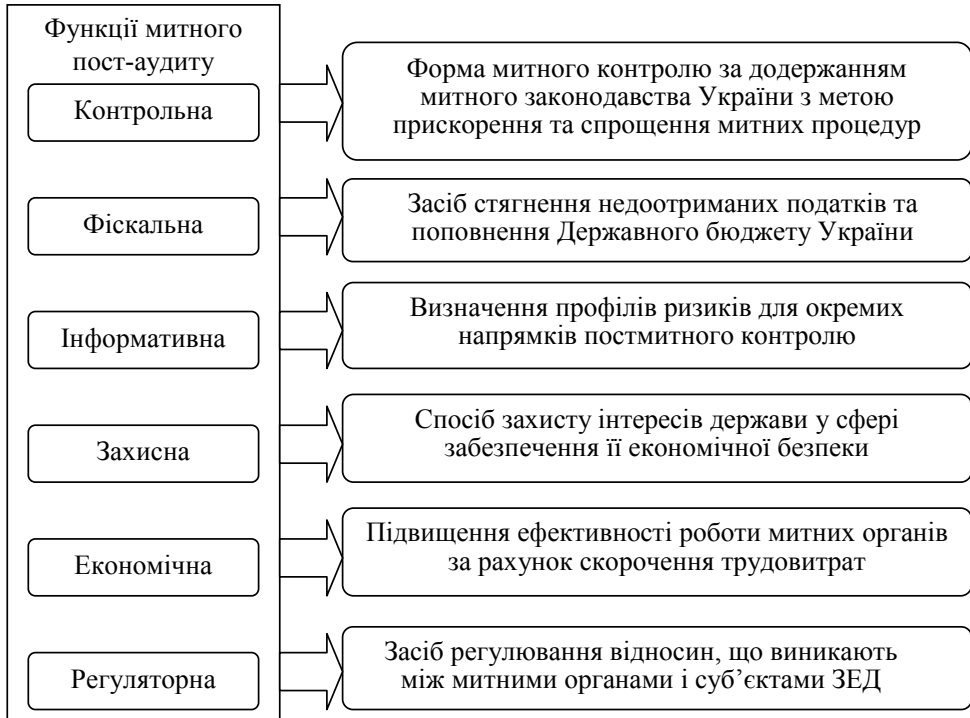 Функції митного
пост-аудиту
Контрольна
Форма митного контролю за додержанням
митного законодавства України з метою
прискорення та спрощення митних процедур
Фіскальна
Засіб стягнення недоотриманих податків та
поповнення Державного бюджету України
Інформативна
Визначення профілів ризиків для окремих
напрямків постмитного контролю
Захисна
Спосіб захисту інтересів держави у сфері
забезпечення її економічної безпеки
Економічна
Підвищення ефективності роботи митних органів
за рахунок скорочення трудовитрат
Регуляторна
Засіб регулювання відносин, що виникають
між митними органами і суб’єктами ЗЕД